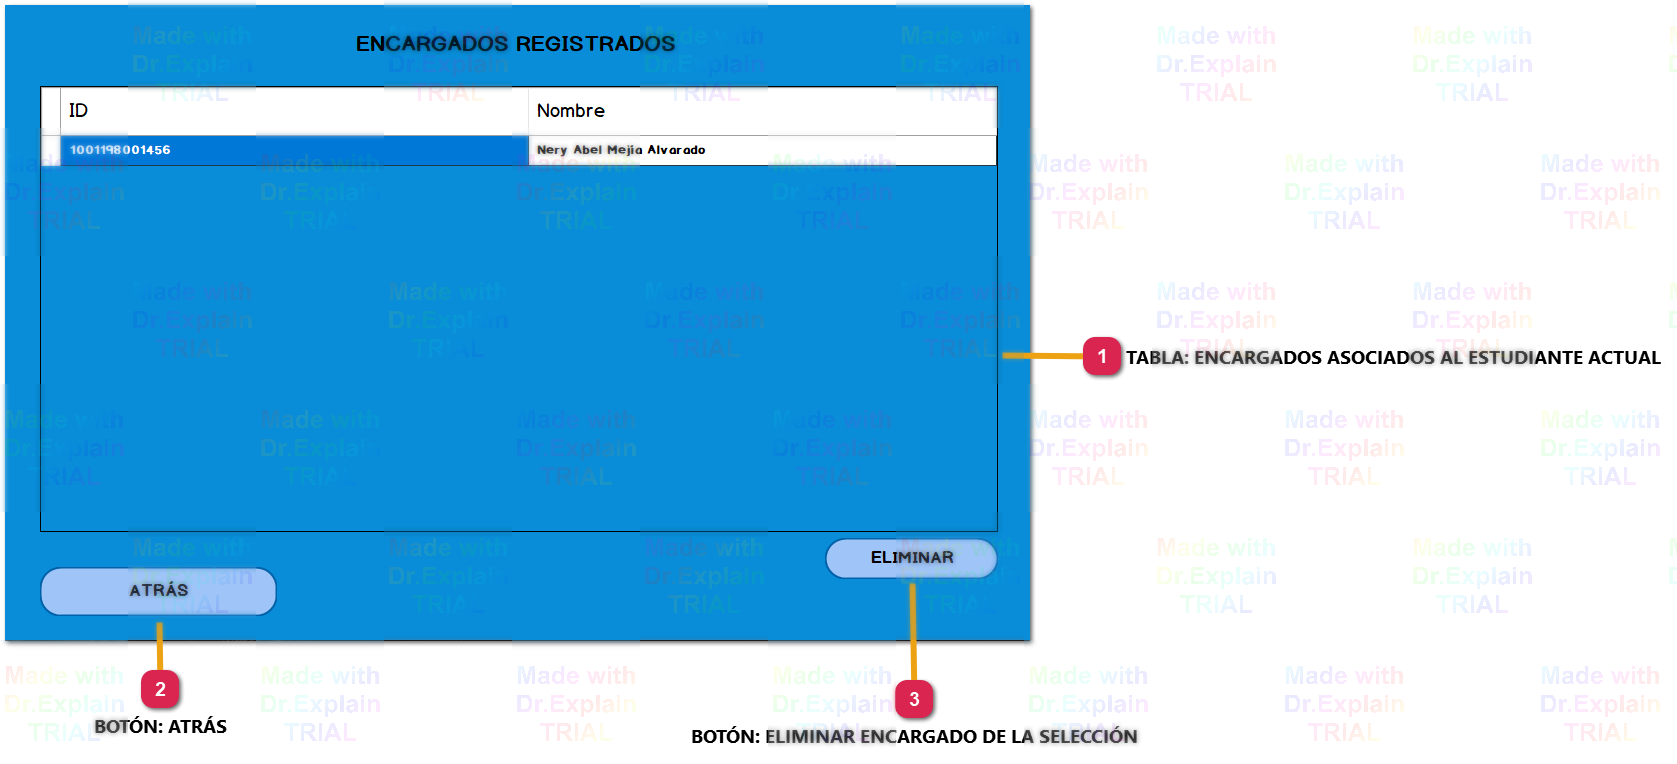 ENCARGADOS REGISTRADOS
ID Nombre
1001198001456 Nery Abel Mejia Alvarado
1 TABLA: ENCARGADOS ASOCIADOS AL ESTUDIANTE ACTUAL
ELIMINAR
ATRÁS
2
BOTÓN: ATRÁS
3
BOTÓN: ELIMINAR ENCARGADO DE LA SELECCIÓN
Made with
Dr.Explain
TRIAL